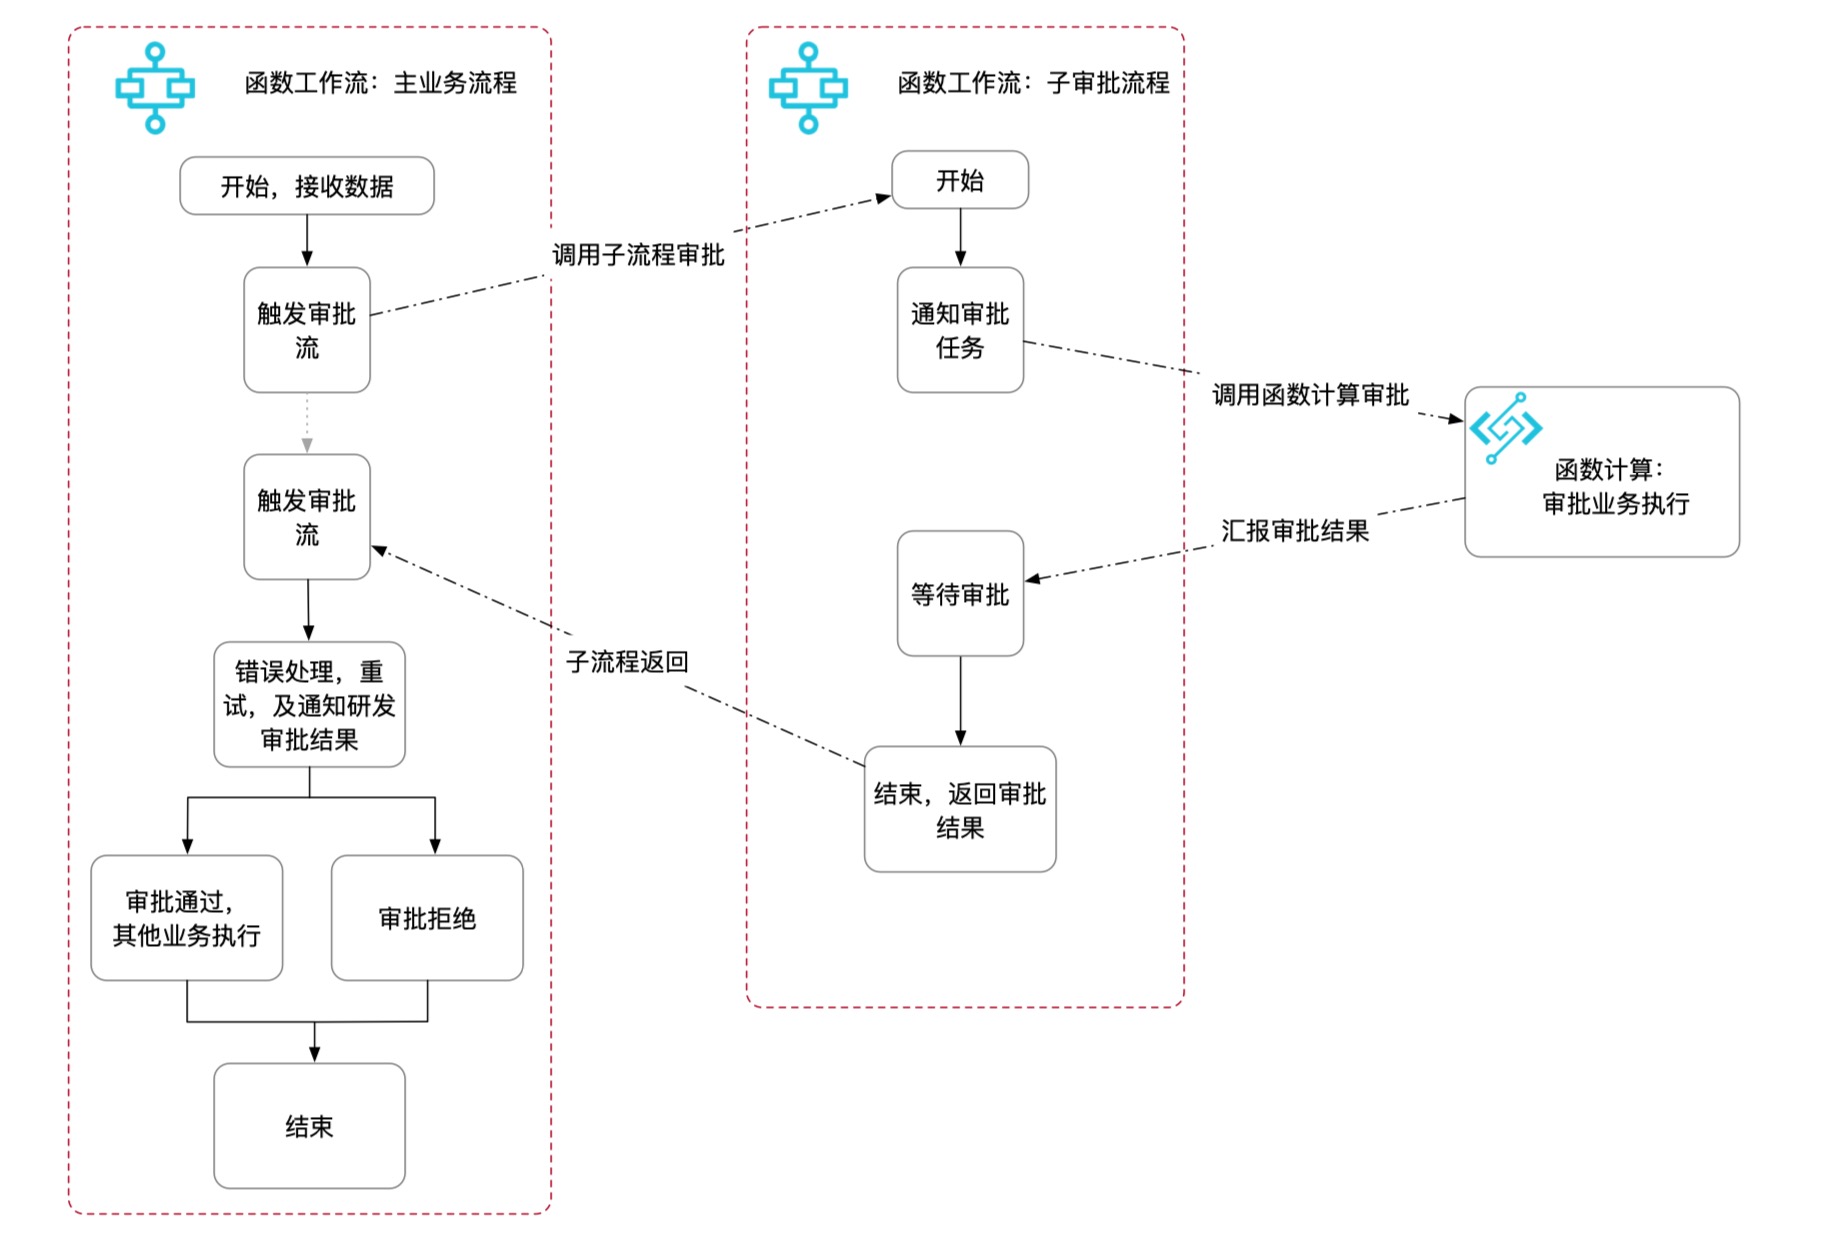 函数工作流：主业务流程
开始，接收数据
触发审批
流
触发审批
流
错误处理，重
试，及通知研发
审批结果
审批通过，
其他业务执行
审批拒绝
结束
调用子流程审批
子流程返回
函数工作流：子审批流程
开始
通知审批
任务
等待审批
结束，返回审批
结果
调用函数计算审批
汇报审批结果
函数计算：
审批业务执行